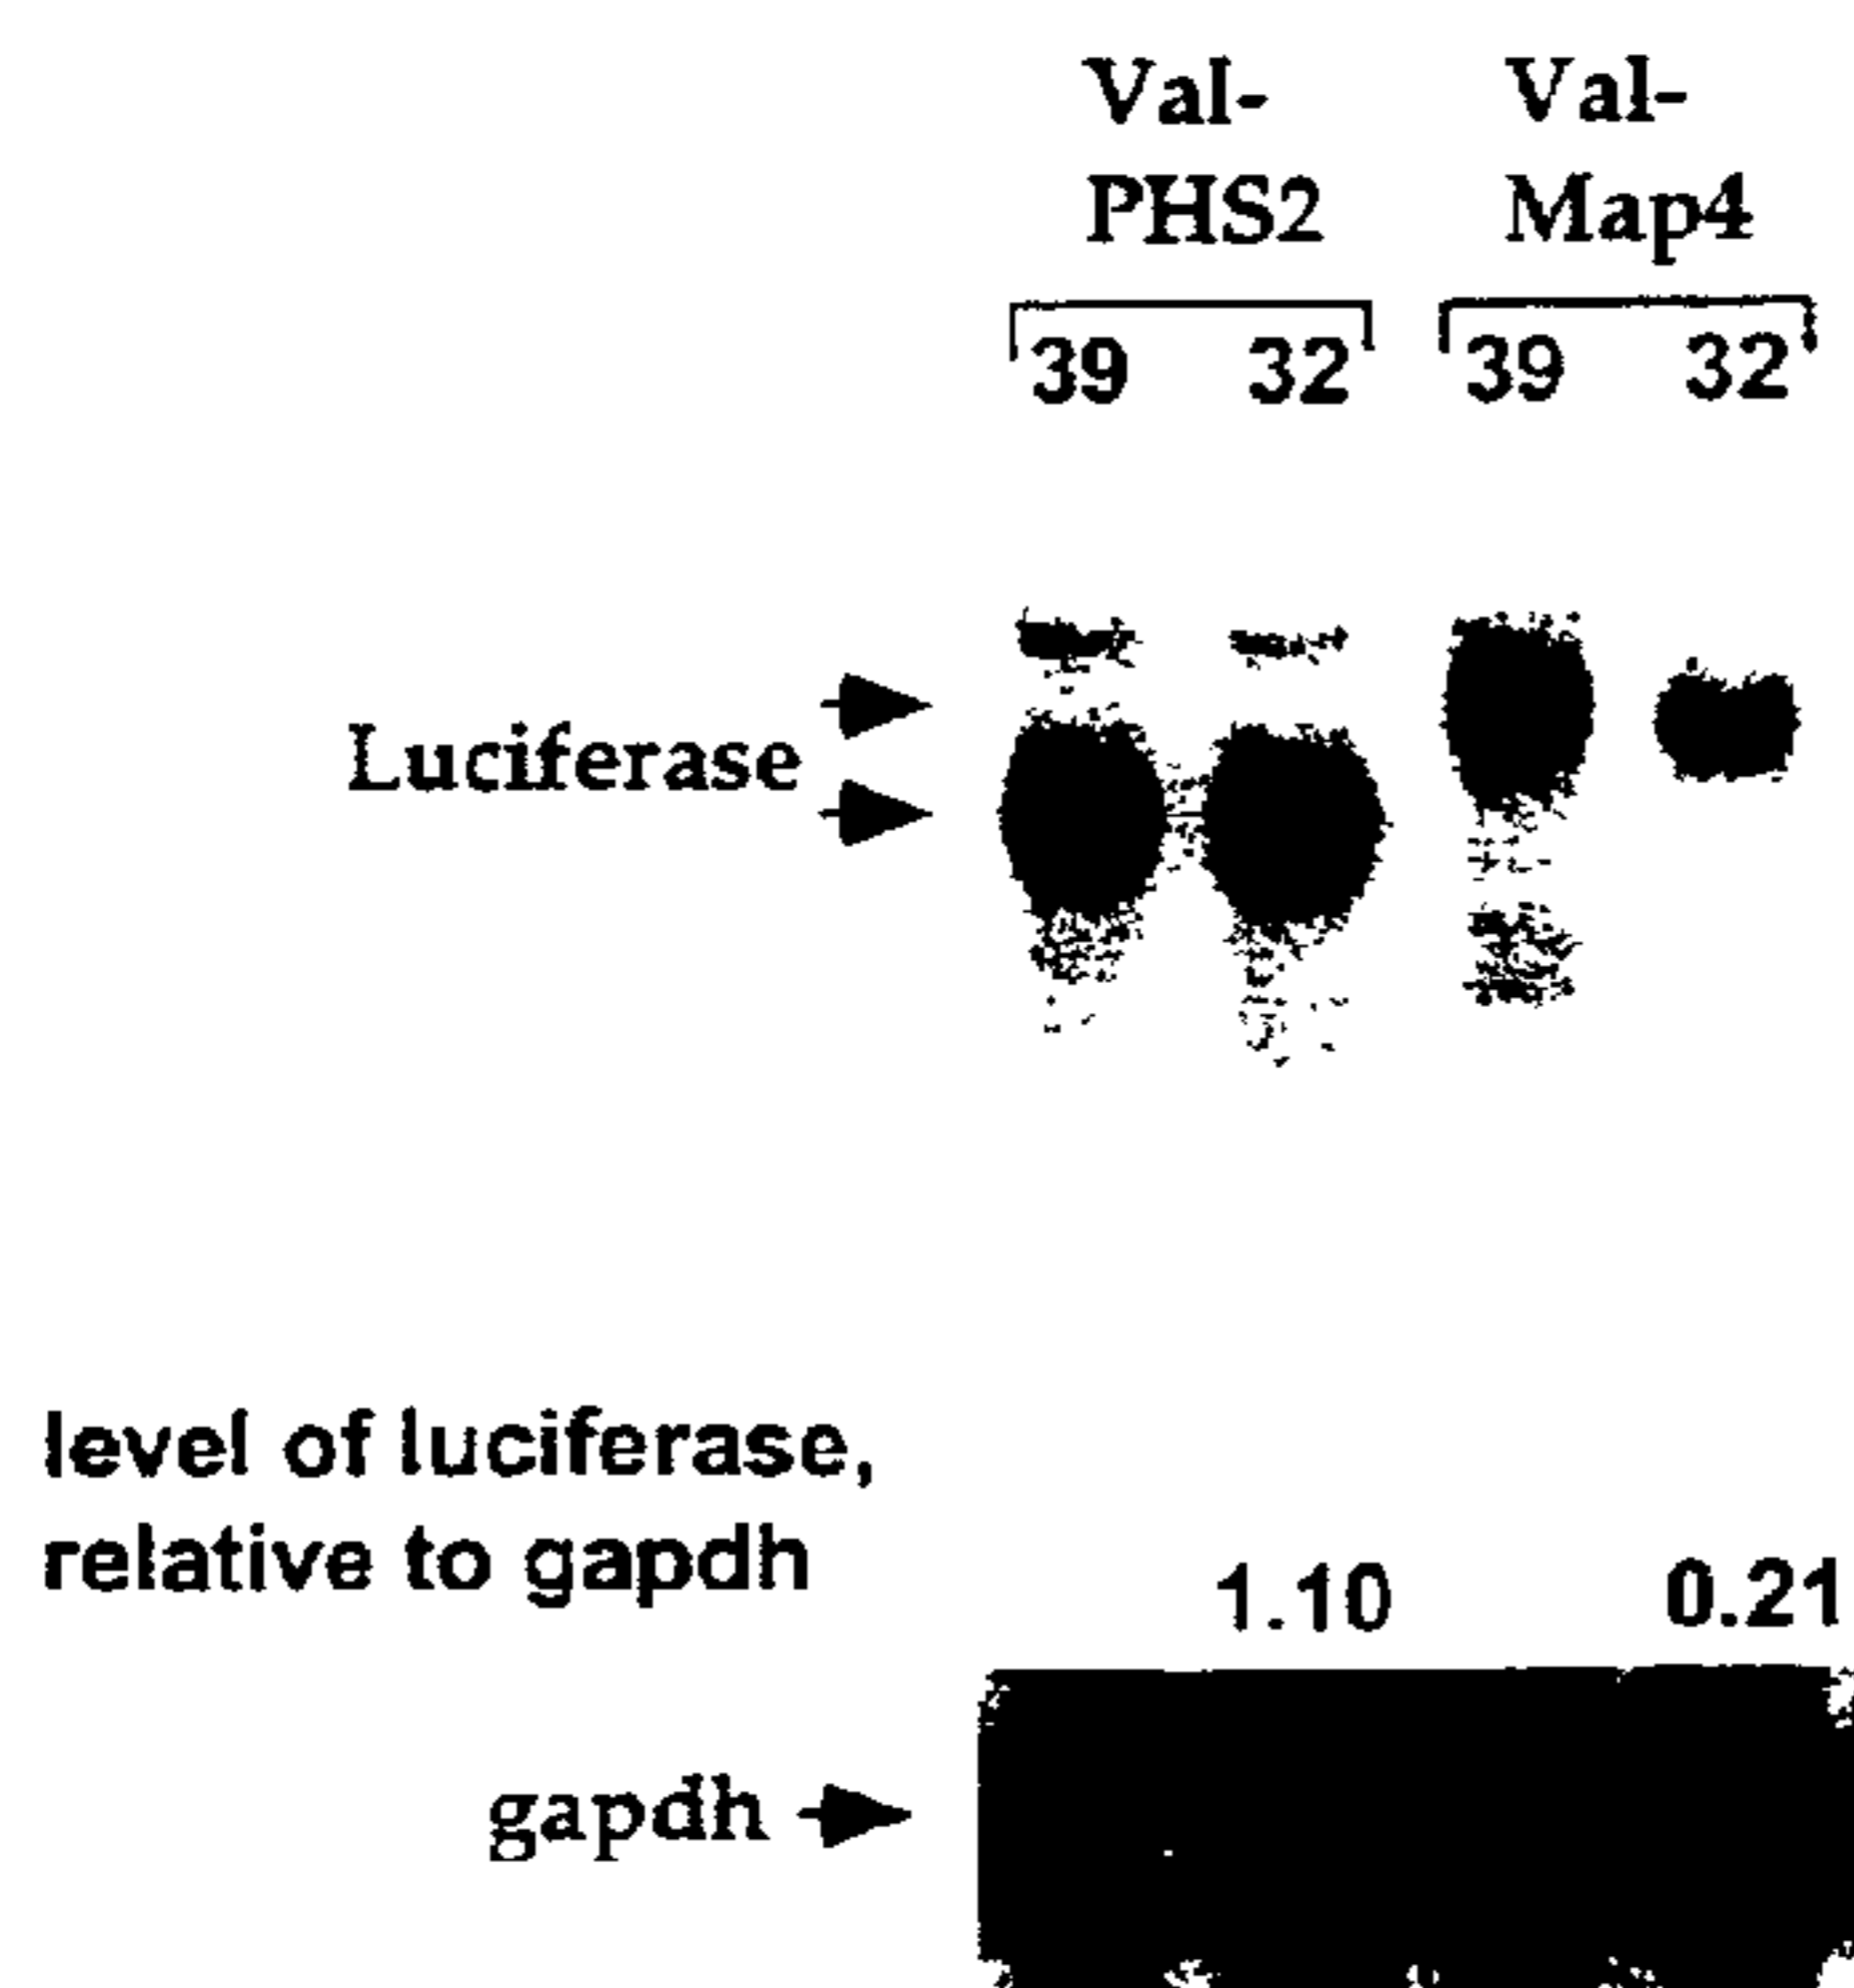 Val- Val-
PHS2 Map4
39 32 39 32
Luciferase
level of luciferase,
relative to gapdh
1.10 0.21
gapdh